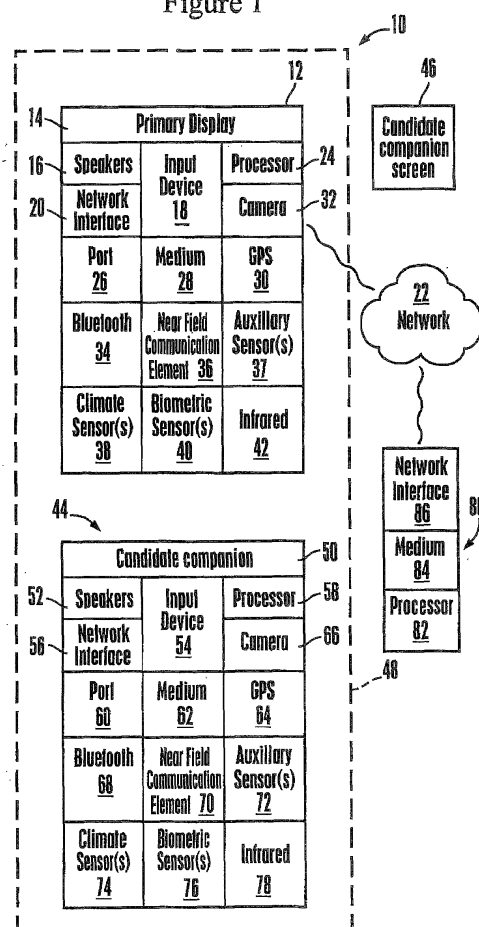 Figure 1
10
12
46
14
Primary Display
Candidate
companion
screen
16
Speakers
Input
Device
18
Processor
24
20
Network
Interface
Camera
32
Port
26
Medium
28
GPS
30
22
Network
Bluetooth
34
Near Field
Communication
Element 36
Auxillary
Sensor(s)
37
Climate
Sensor(s)
38
Biometric
Sensor(s)
40
Infrared
42
Network
Interface
86
Medium
84
Processor
82
44
Candidate companion
50
52
Speakers
Input
Device
54
Processor
58
56
Network
Interface
Camera
66
48
Port
60
Medium
62
GPS
64
Bluetooth
68
Near Field
Communication
Element 70
Auxillary
Sensor(s)
72
Climate
Sensor(s)
74
Biometric
Sensor(s)
76
Infrared
78